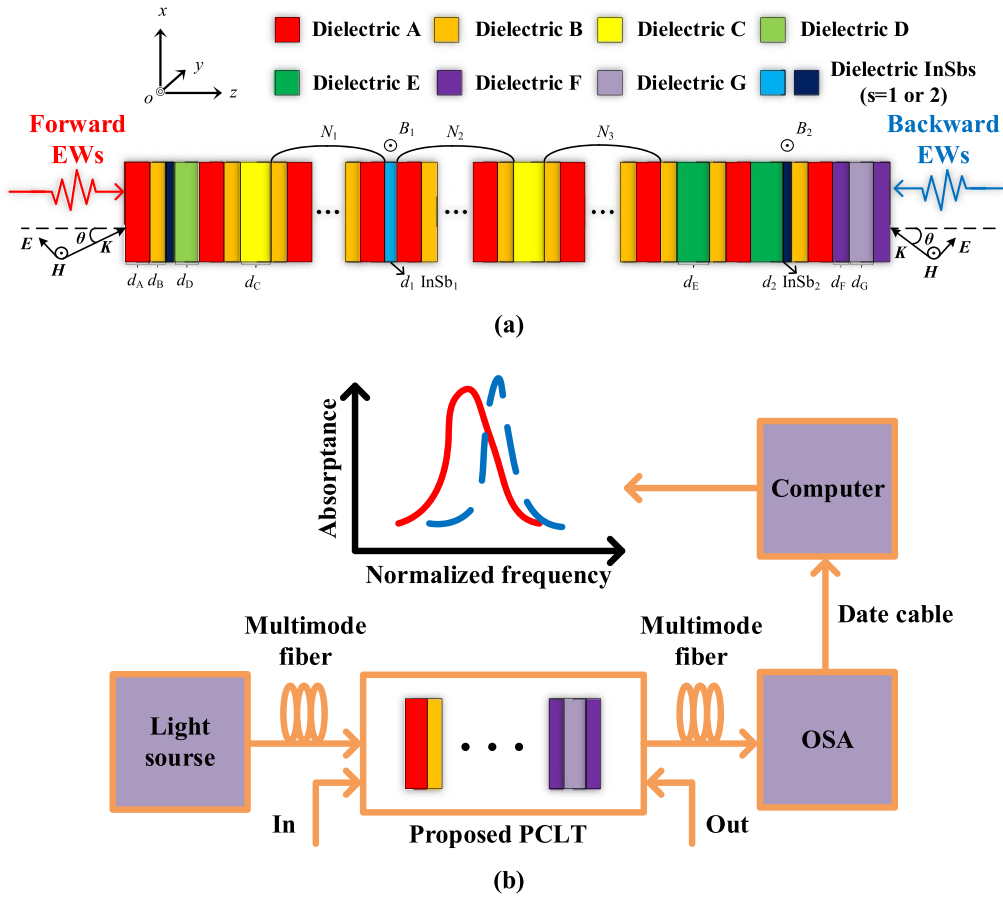 x
y
o
z
Dielectric A
Dielectric B
Dielectric C
Dielectric D
Dielectric E
Dielectric F
Dielectric G
Dielectric InSbs
(s=1 or 2)
Forward
EWs
N1
B1
N2
N3
B2
Backward
EWs
E
H
θ
K
K
θ
E
H
dA
dB
dD
dC
d1 InSb1
dE
d2 InSb2
dF
dG
(a)
Absorptance
Normalized frequency
Computer
Date cable
Multimode
fiber
Multimode
fiber
Light
sourse
OSA
In
Proposed PCLT
Out
(b)